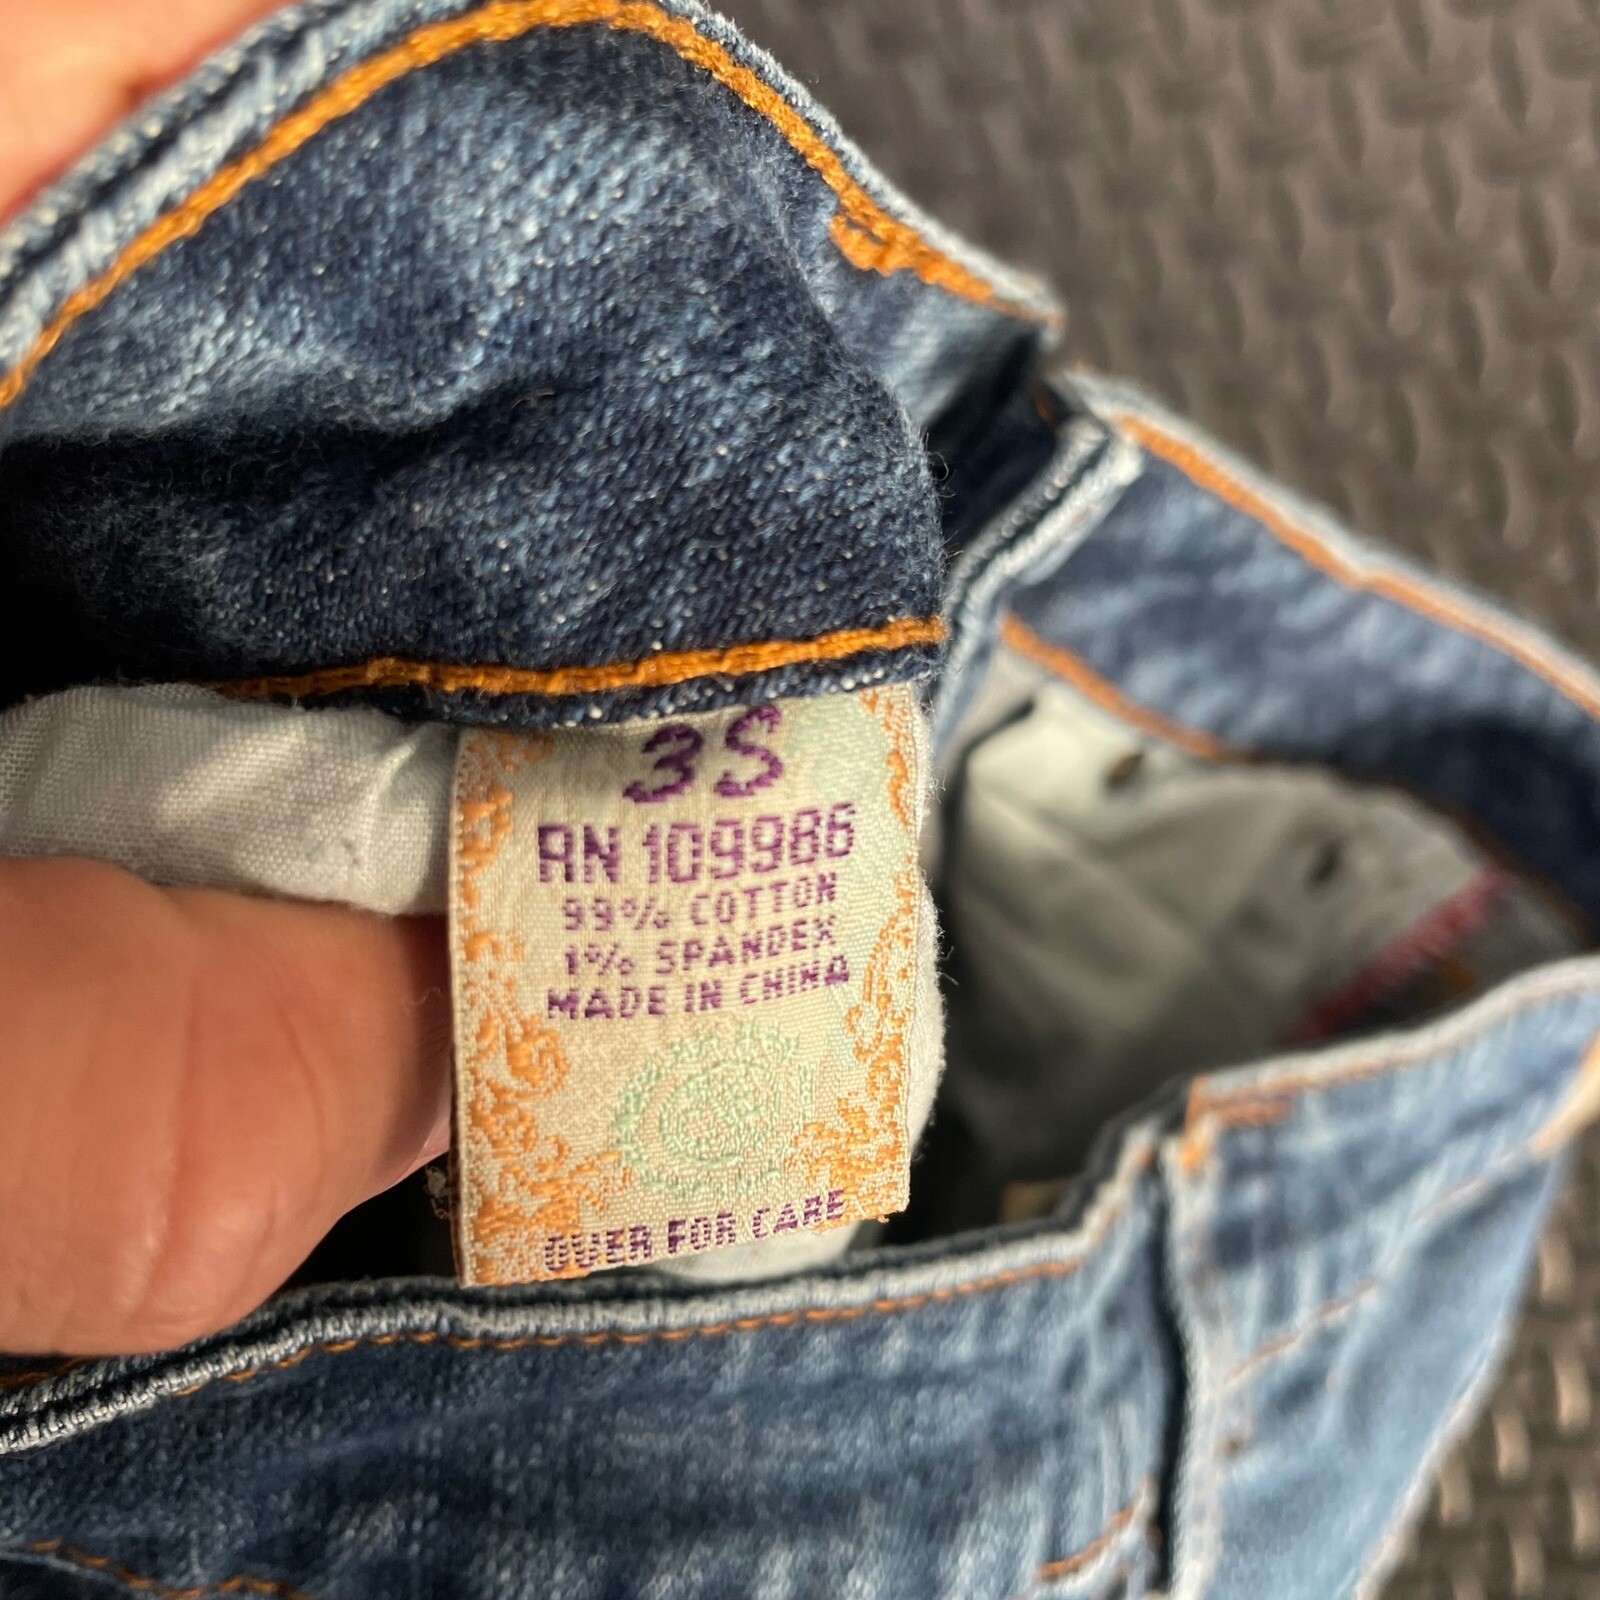 3S
RN 109986
99% COTTON
1% SPANDEX
MADE IN CHINA
OVER FOR CARE